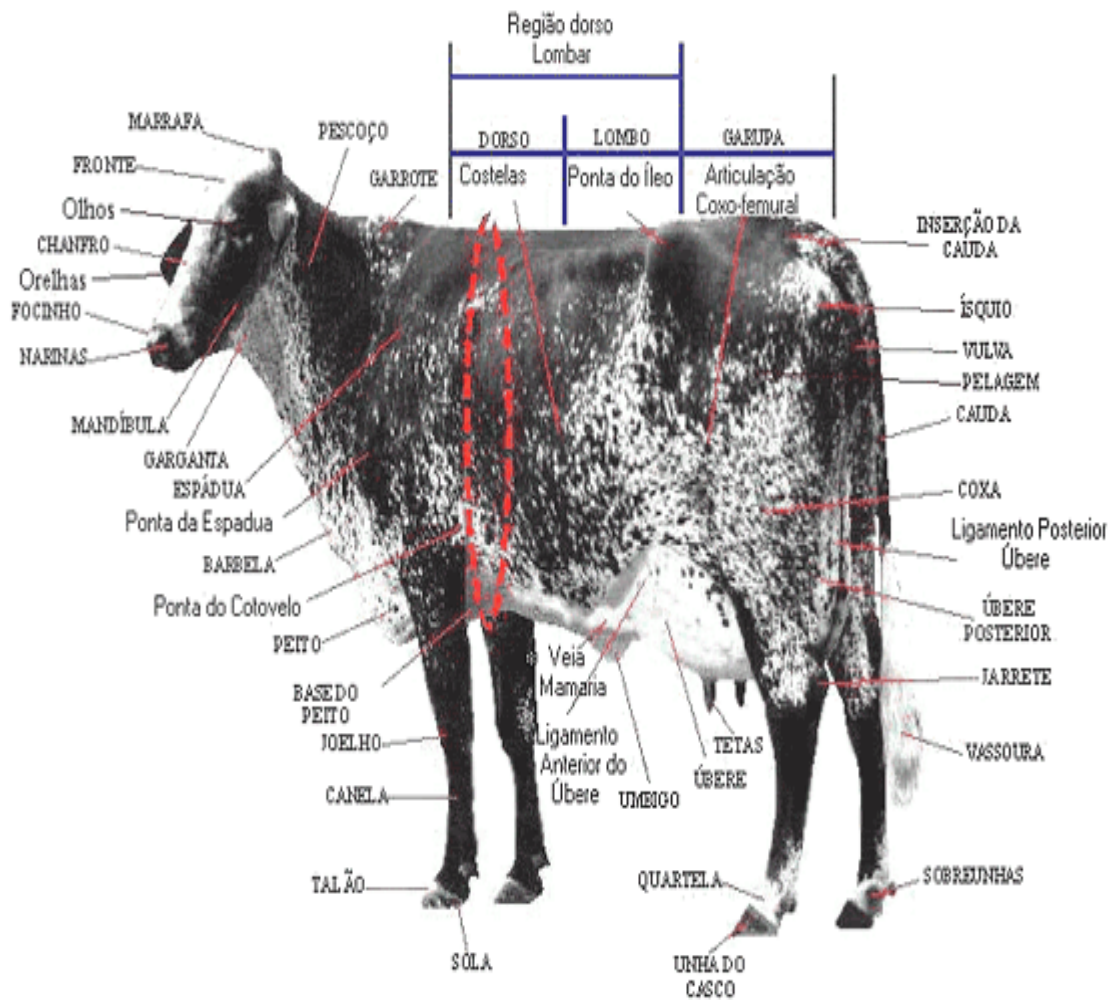 Região dorso
Lombar
MARRAFA
PESCOÇO
DORSO
LOMBO
GARUPA
FRONTE
GARROTE
Costelas
Ponta do Íleo
Articulação
Coxo-femural
Olhos
INSERÇÃO DA
CAUDA
CHANFRO
Orelhas
FOCINHO
ÍSQUIO
NARINAS
VULVA
PELAGEM
MANDÍBULA
CAUDA
GARGANTA
ESPÁDUA
COXA
Ponta da Espadua
Ligamento Posterior
Úbere
BARBELA
Ponta do Cotovelo
ÚBERE
POSTERIOR
PEITO
Veia
Mamaria
JARRETE
BASE DO
PEITO
JOELHO
Ligamento
Anterior do
Úbere
TETAS
VASSOURA
ÚBERE
CANELA
UMBIGO
TALÃO
QUARTELA
SOBREUNHAS
SOLA
UNHA DO
CASCO